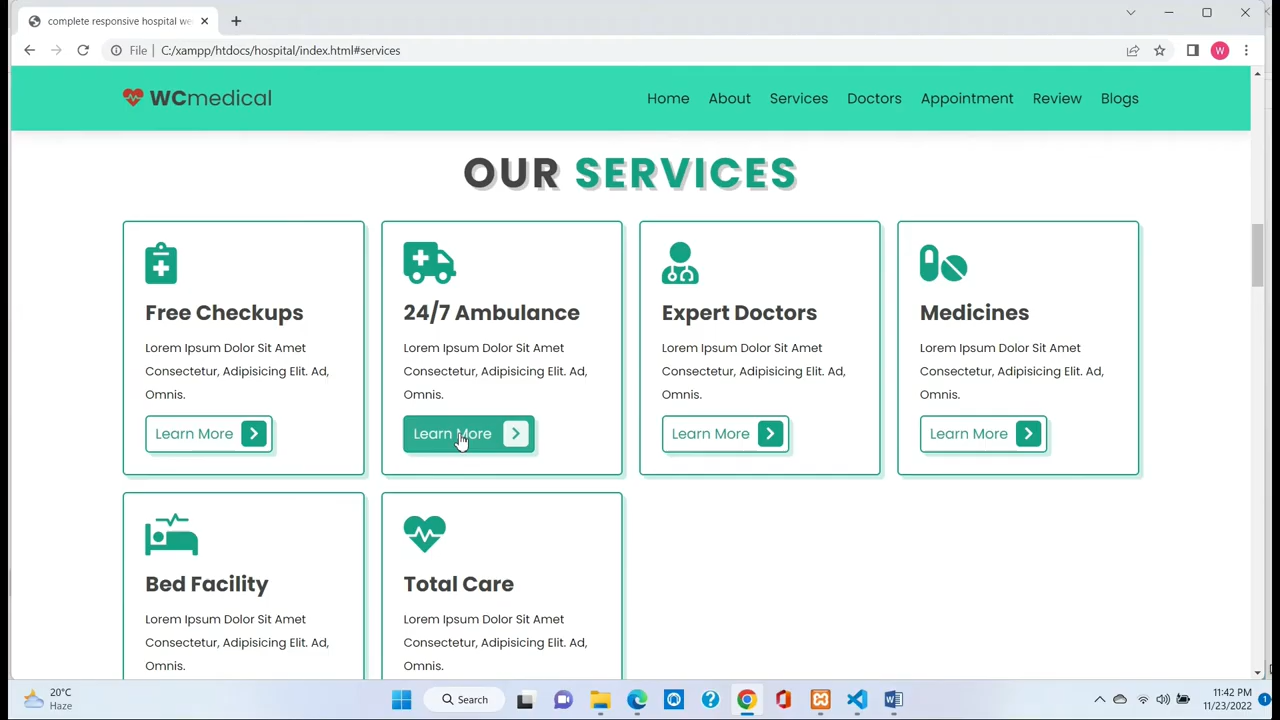 complete responsive hospital we
File
C:/xampp/htdocs/hospital/index.html#services
W
WCmedical
Home
About
Services
Doctors
Appointment
Review
Blogs
OUR SERVICES
Free Checkups
Lorem Ipsum Dolor Sit Amet
Consectetur, Adipisicing Elit. Ad,
Omnis.
Learn More
24/7 Ambulance
Lorem Ipsum Dolor Sit Amet
Consectetur, Adipisicing Elit. Ad,
Omnis.
Learn More
Expert Doctors
Lorem Ipsum Dolor Sit Amet
Consectetur, Adipisicing Elit. Ad,
Omnis.
Learn More
Medicines
Lorem Ipsum Dolor Sit Amet
Consectetur, Adipisicing Elit. Ad,
Omnis.
Learn More
Bed Facility
Lorem Ipsum Dolor Sit Amet
Consectetur, Adipisicing Elit. Ad,
Omnis.
Total Care
Lorem Ipsum Dolor Sit Amet
Consectetur, Adipisicing Elit. Ad,
Omnis.
20°C
Haze
Search
11:42 PM
11/23/2022
1